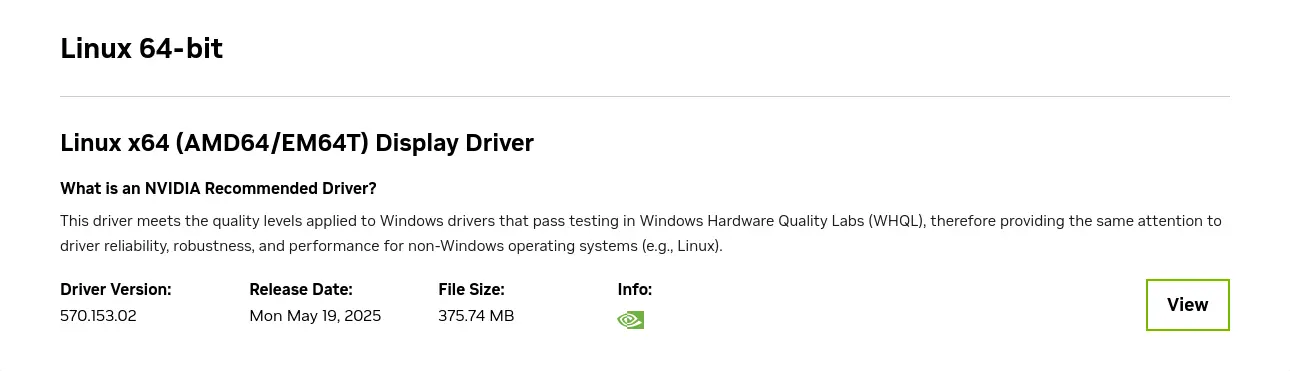 Linux 64-bit
Linux x64 (AMD64/EM64T) Display Driver
What is an NVIDIA Recommended Driver?
This driver meets the quality levels applied to Windows drivers that pass testing in Windows Hardware Quality Labs (WHQL), therefore providing the same attention to
driver reliability, robustness, and performance for non-Windows operating systems (e.g., Linux).
Driver Version: Release Date: File Size: Info:
570.153.02 Mon May 19, 2025 375.74 MB
View